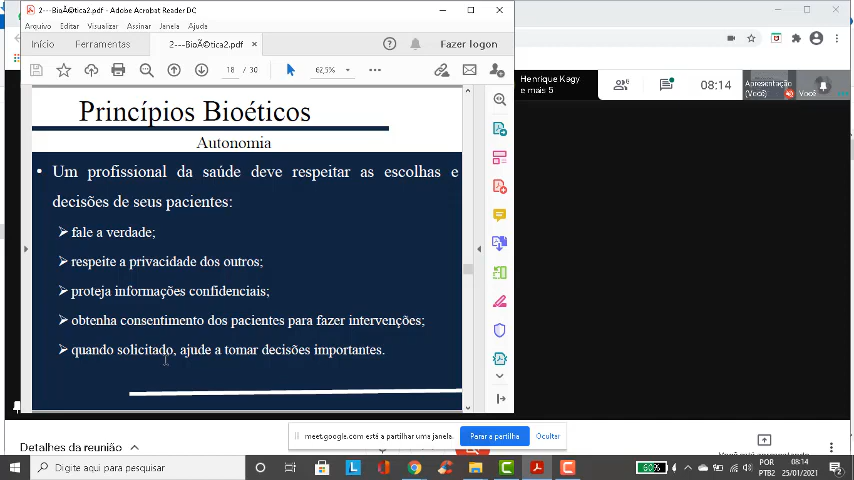 2---BioÃ©tica2.pdf - Adobe Acrobat Reader DC
Arquivo Editar Visualizar Assinar Janela Ajuda
Início Ferramentas 2---BioÃ©tica2.pdf × Fazer logon
18 / 30 62,5%
Henrique Kagy
e mais 5
6
08:14
Apresentação
(Você)
Você
Princípios Bioéticos
Autonomia
• Um profissional da saúde deve respeitar as escolhas e
decisões de seus pacientes:
➢ fale a verdade;
➢ respeite a privacidade dos outros;
➢ proteja informações confidenciais;
➢ obtenha consentimento dos pacientes para fazer intervenções;
➢ quando solicitado, ajude a tomar decisões importantes.
meet.google.com está a partilhar uma janela. Parar a partilha Ocultar
Detalhes da reunião
Digite aqui para pesquisar
60%
POR
PTB2
08:14
25/01/2021
2